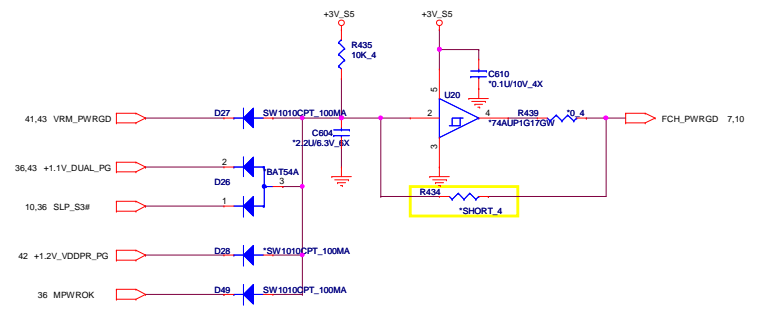 +3V_S5
+3V_S5
R435
10K_4
C610
*0.1U/10V_4X
5
U20
41,43 VRM_PWRGD
D27
SW1010CPT_100MA
2
4
R439
*0_4
FCH_PWRGD 7,10
*74AUP1G17GW
C604
*2.2U/6.3V_6X
3
36,43 +1.1V_DUAL_PG
2
BAT54A
D26
3
R434
*SHORT_4
10,36 SLP_S3#
1
42 +1.2V_VDDPR_PG
D28
*SW1010CPT_100MA
36 MPWROK
D49
SW1010CPT_100MA